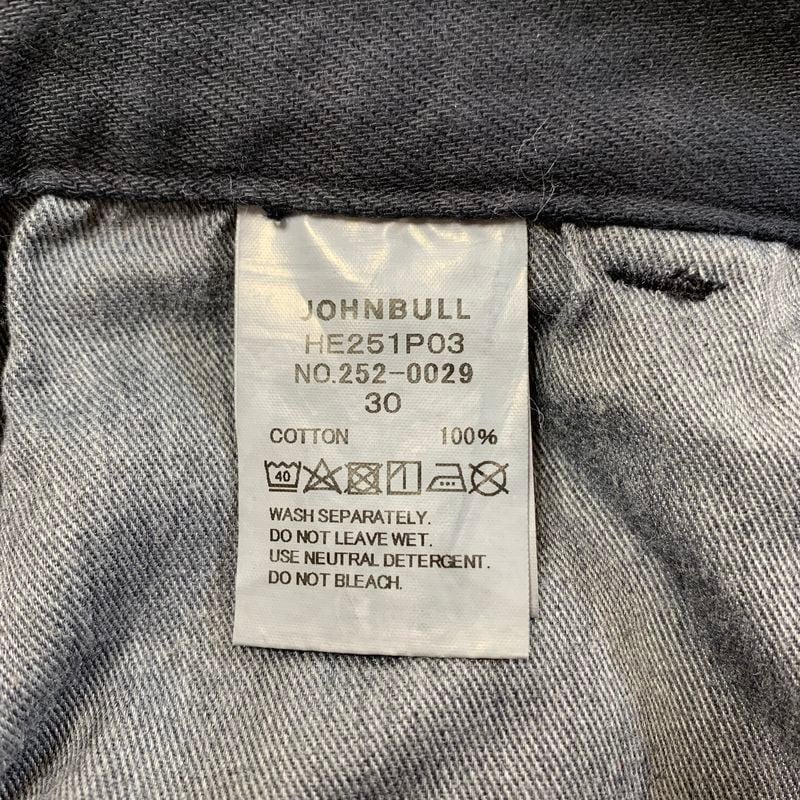 JOHNBULL
HE251P03
NO.252-0029
30
COTTON 100%
40
WASH SEPARATELY.
DO NOT LEAVE WET.
USE NEUTRAL DETERGENT.
DO NOT BLEACH.